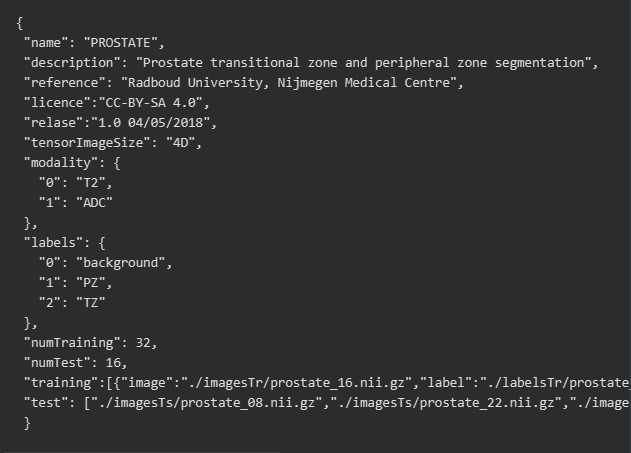 {
"name": "PROSTATE",
"description": "Prostate transitional zone and peripheral zone segmentation",
"reference": "Radboud University, Nijmegen Medical Centre",
"licence":"CC-BY-SA 4.0",
"relase":"1.0 04/05/2018",
"tensorImageSize": "4D",
"modality": {
"0": "T2",
"1": "ADC"
},
"labels": {
"0": "background",
"1": "PZ",
"2": "TZ"
},
"numTraining": 32,
"numTest": 16,
"training":[{"image":"./imagesTr/prostate_16.nii.gz","label":"./labelsTr/prostate_
"test": ["./imagesTs/prostate_08.nii.gz","./imagesTs/prostate_22.nii.gz","./image
}